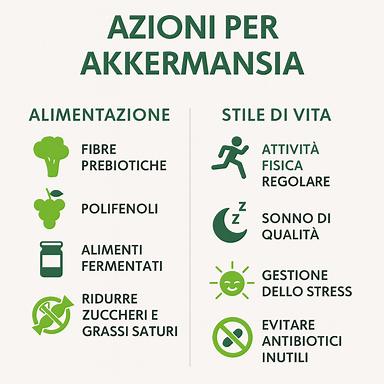 AZIONI PER
AKKERMANSIA
ALIMENTAZIONE
FIBRE
PREBIOTICHE
POLIFENOLI
ALIMENTI
FERMENTATI
RIDURRE
ZUCCHERI E
GRASSI SATURI
STILE DI VITA
ATTIVITÀ
FISICA
REGOLARE
Z
Z
SONNO DI
QUALITÀ
GESTIONE
DELLO STRESS
EVITARE
ANTIBIOTICI
INUTILI